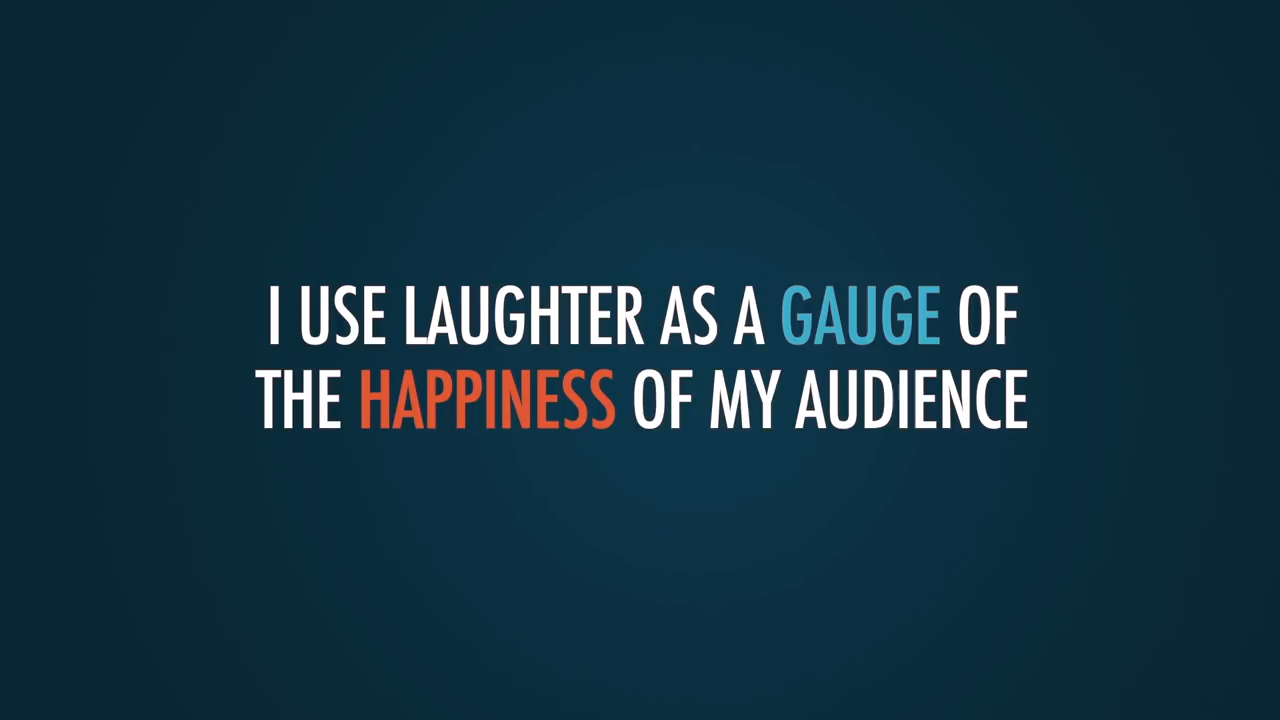 I USE LAUGHTER AS A GAUGE OF
THE HAPPINESS OF MY AUDIENCE